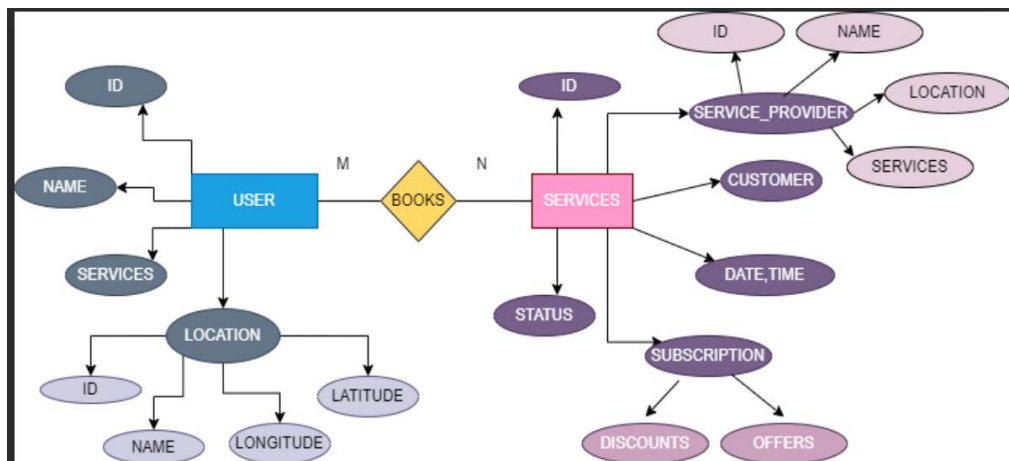 ID
NAME
ID
ID
SERVICE_PROVIDER
LOCATION
M
N
SERVICES
NAME
USER
BOOKS
SERVICES
CUSTOMER
SERVICES
DATE,TIME
STATUS
LOCATION
SUBSCRIPTION
ID
LATITUDE
NAME
LONGITUDE
DISCOUNTS
OFFERS